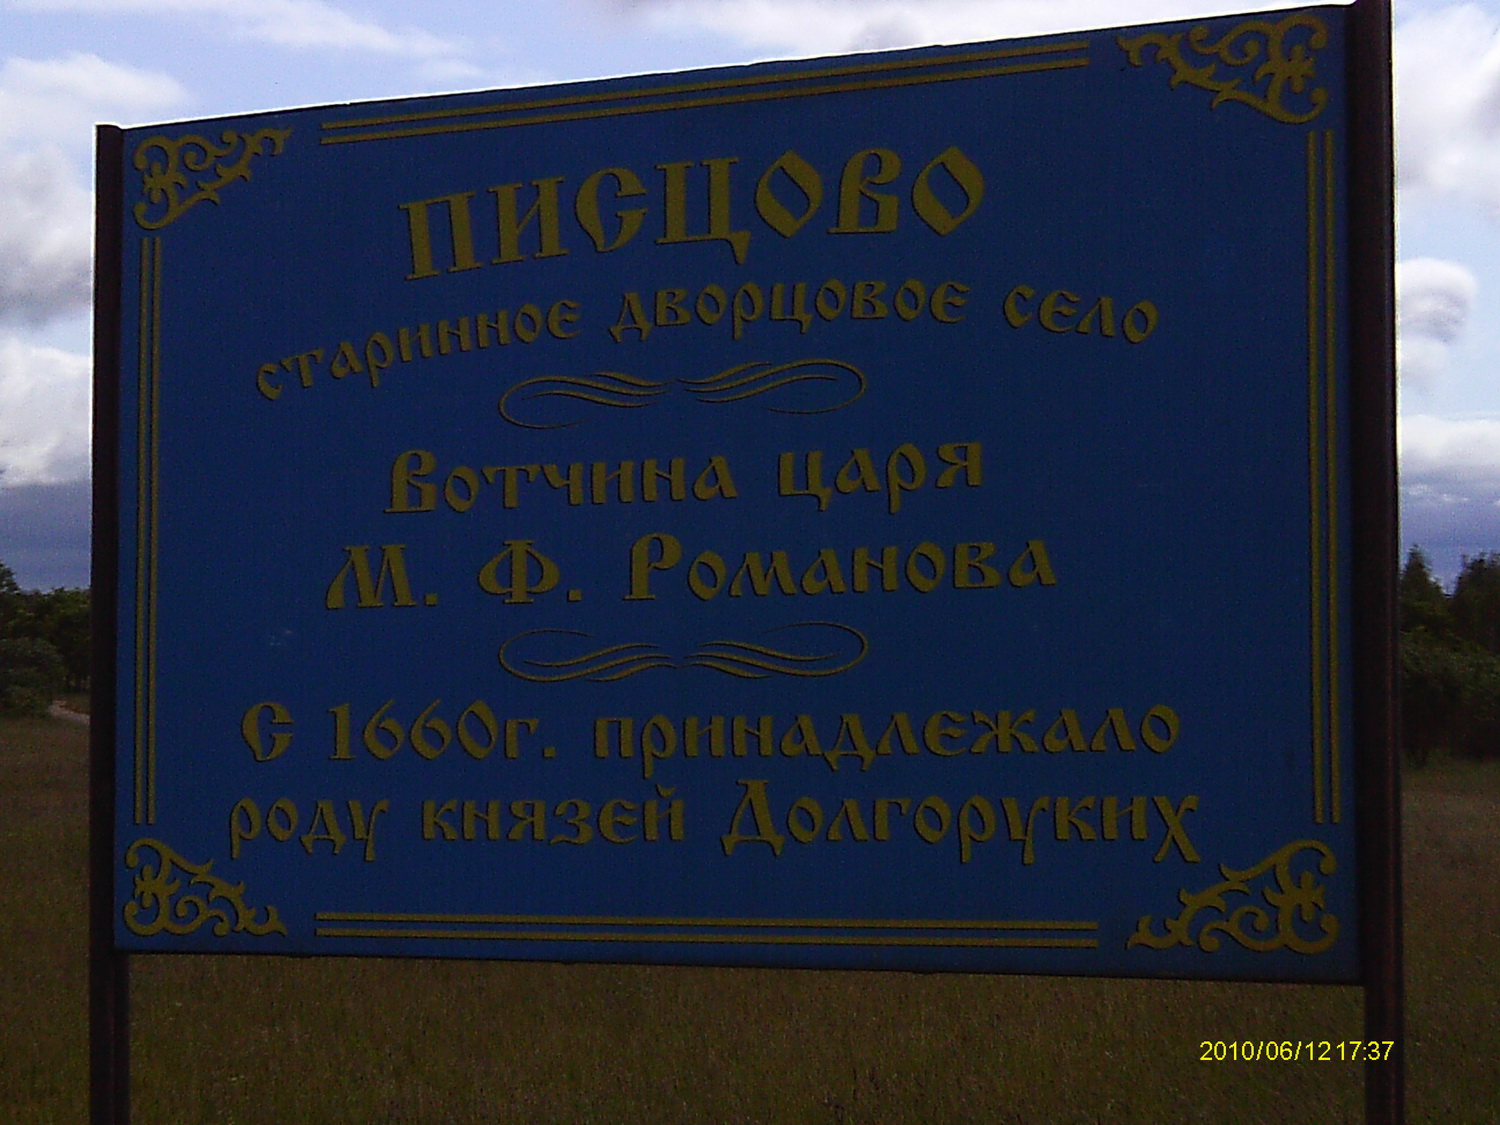 Писцово
старинное дворцовое село
Вотчина царя
М. Ф. Романова
С 1660г. принадлежало
роду князей Долгоруких
2010/06/12 17:37